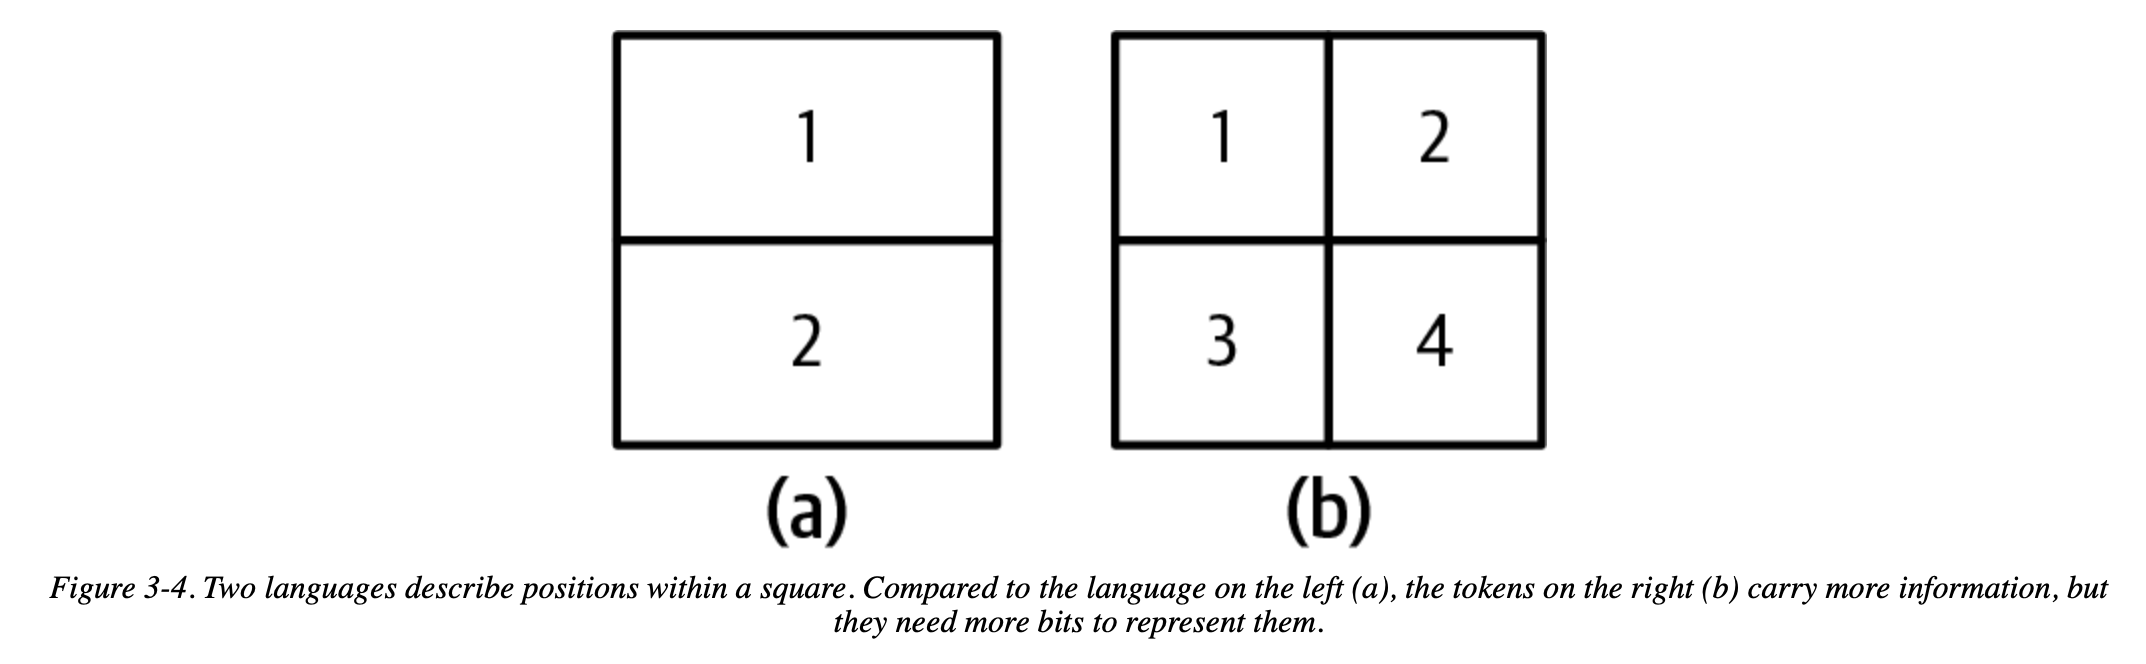 1
2
(a)
1 2
3 4
(b)
Figure 3-4. Two languages describe positions within a square. Compared to the language on the left (a), the tokens on the right (b) carry more information, but
they need more bits to represent them.